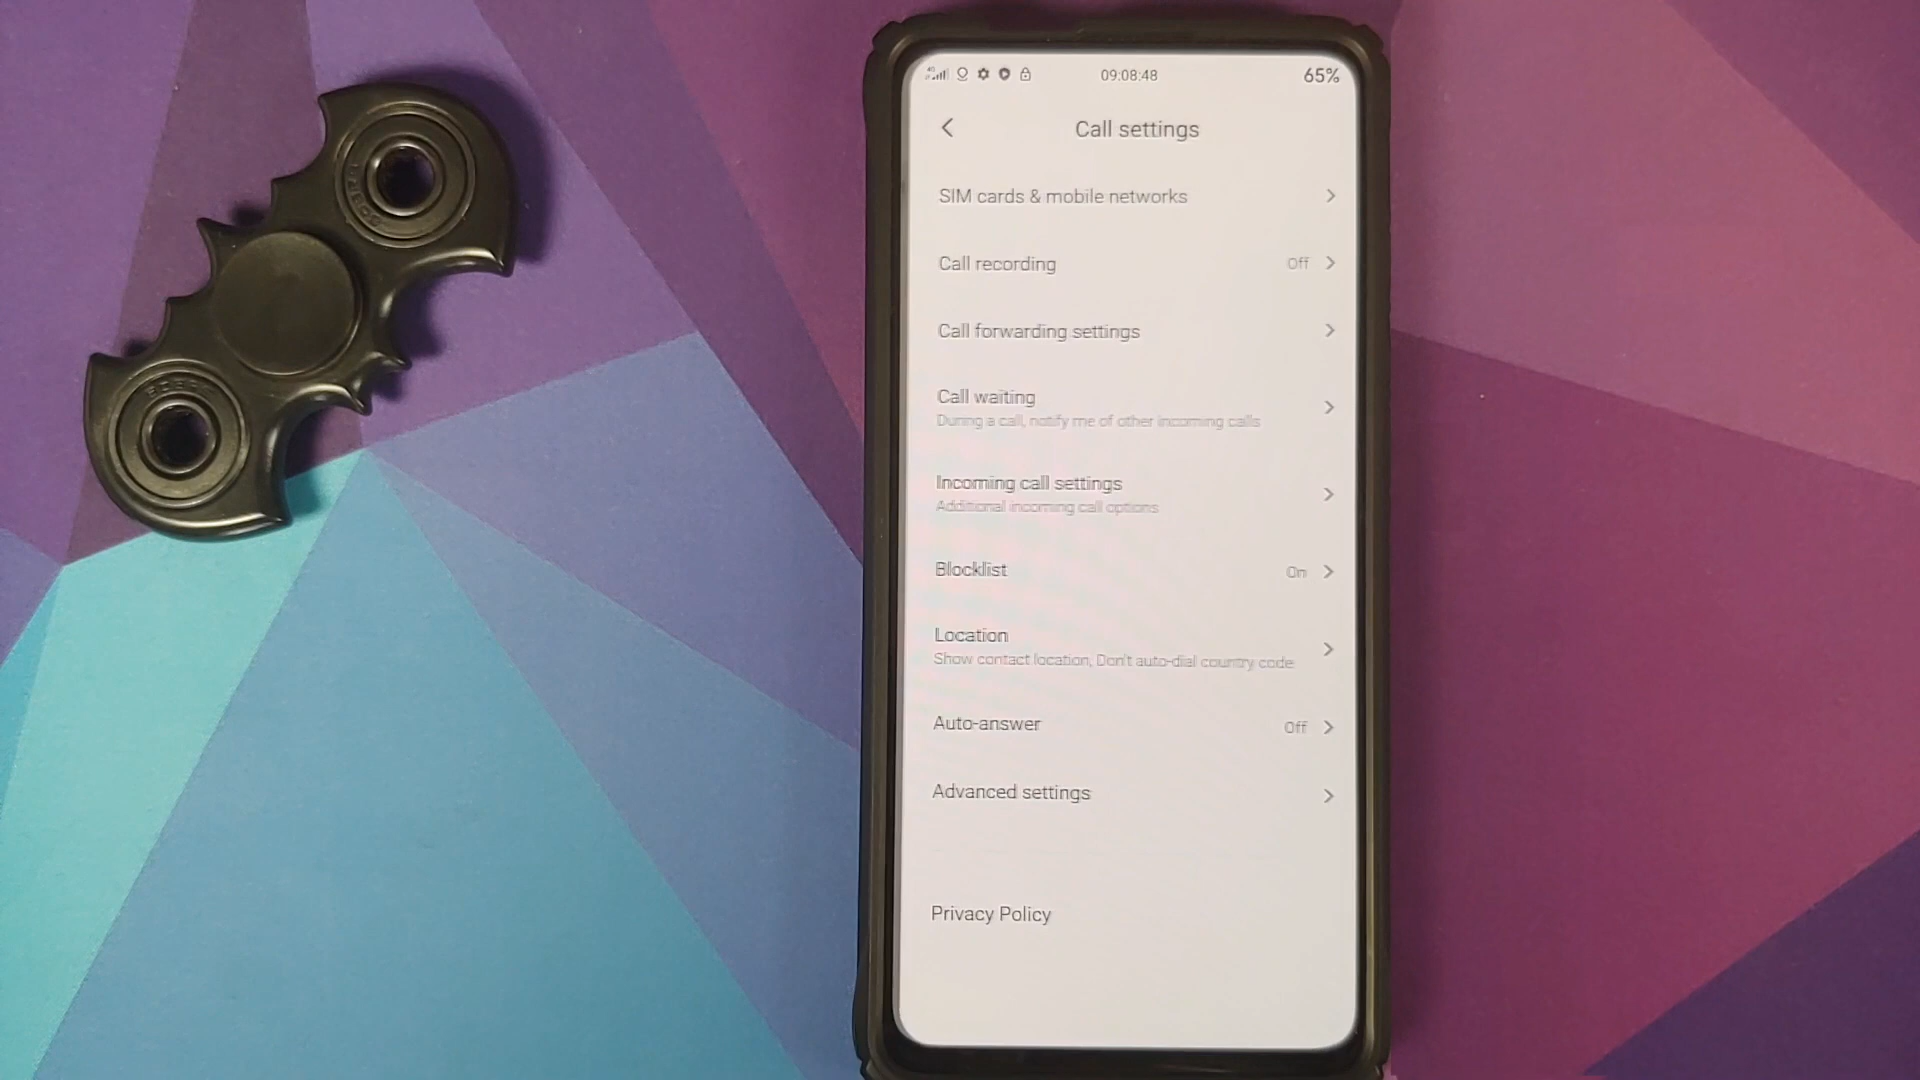 4G
09:08:48
65%
Call settings
SIM cards & mobile networks
Call recording
Off
Call forwarding settings
Call waiting
During a call, notify me of other incoming calls
Incoming call settings
Additional incoming call options
Blocklist
On
Location
Show contact location, Don't auto-dial country code
Auto-answer
Off
Advanced settings
Privacy Policy